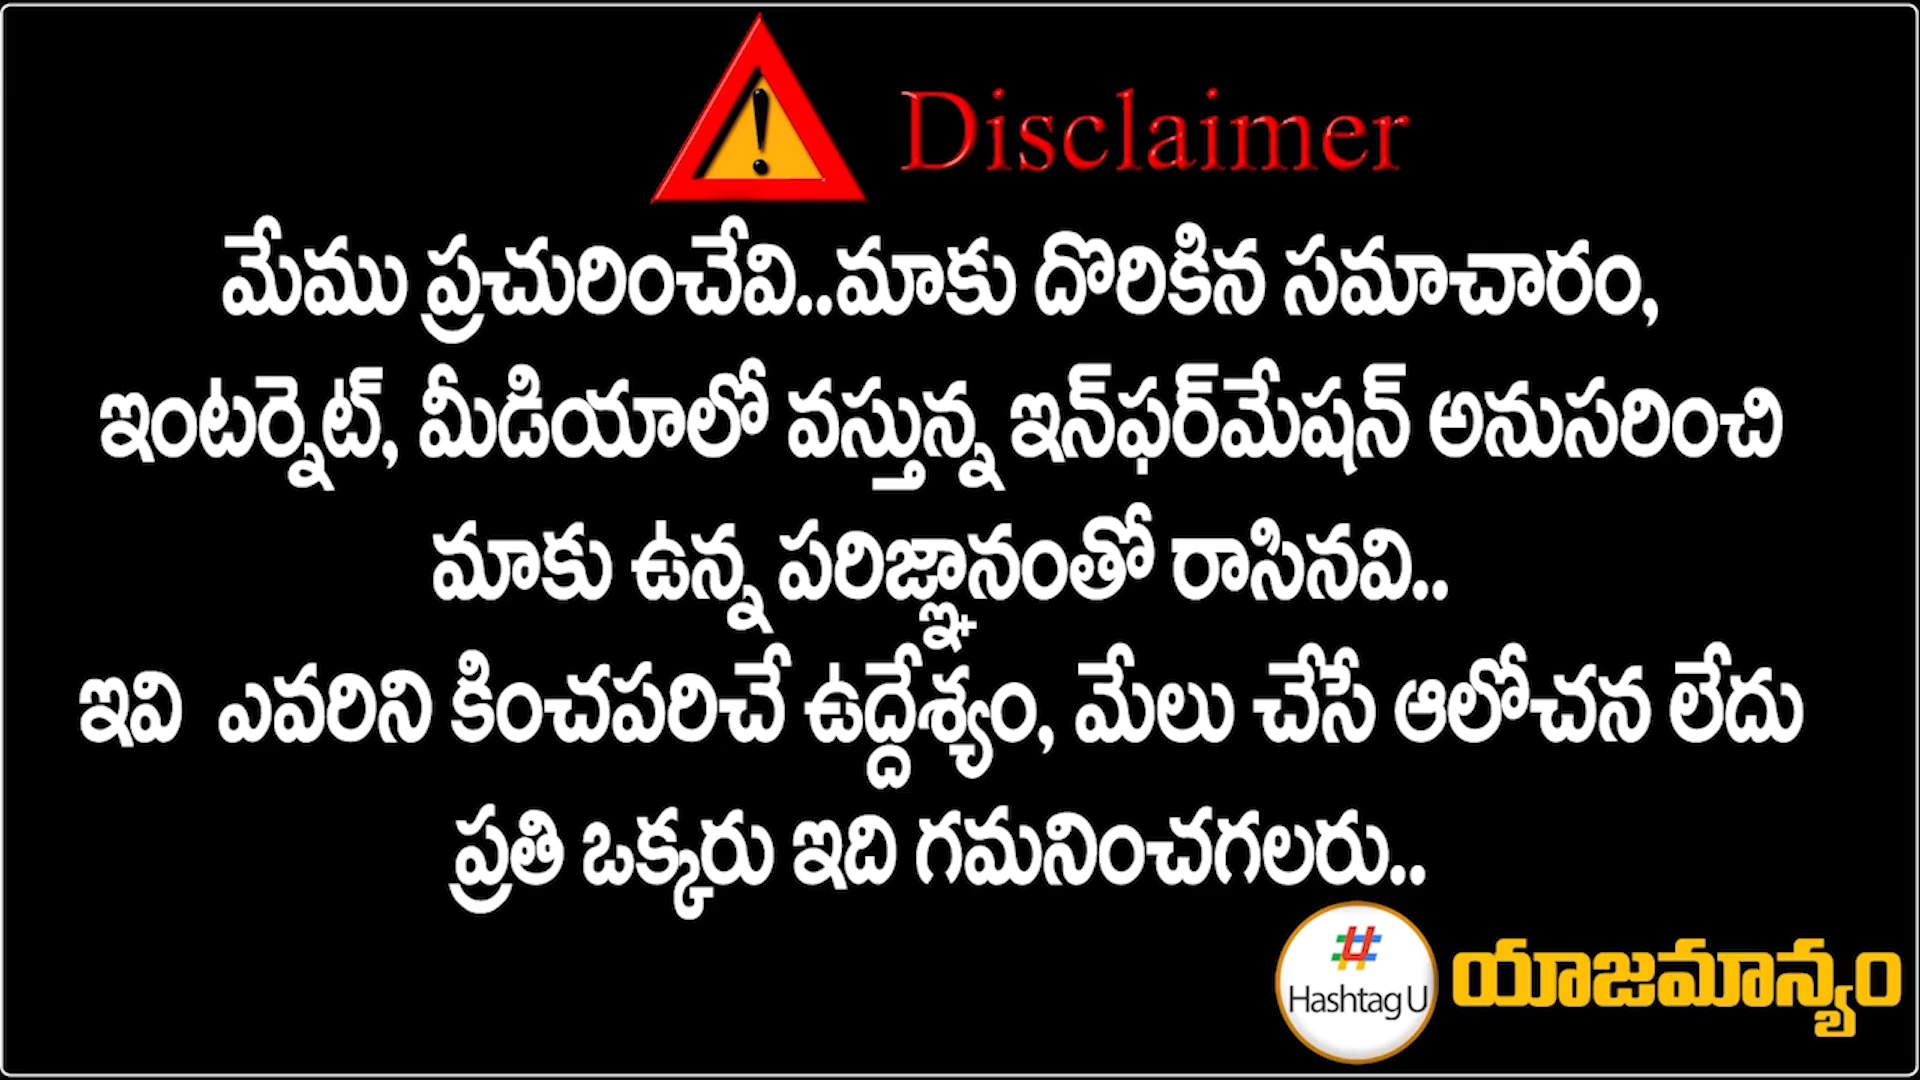 Disclaimer
మేము ప్రచురించేవి..మాకు దొరికిన సమాచారం,
ఇంటర్నెట్, మీడియాలో వస్తున్న ఇన్‌ఫర్‌మేషన్ అనుసరించి
మాకు ఉన్న పరిజ్ఞానంతో రాసినవి..
ఇవి ఎవరిని కించపరిచే ఉద్దేశ్యం, మేలు చేసే ఆలోచన లేదు
ప్రతి ఒక్కరు ఇది గమనించగలరు..
Hashtag U
యాజమాన్యం